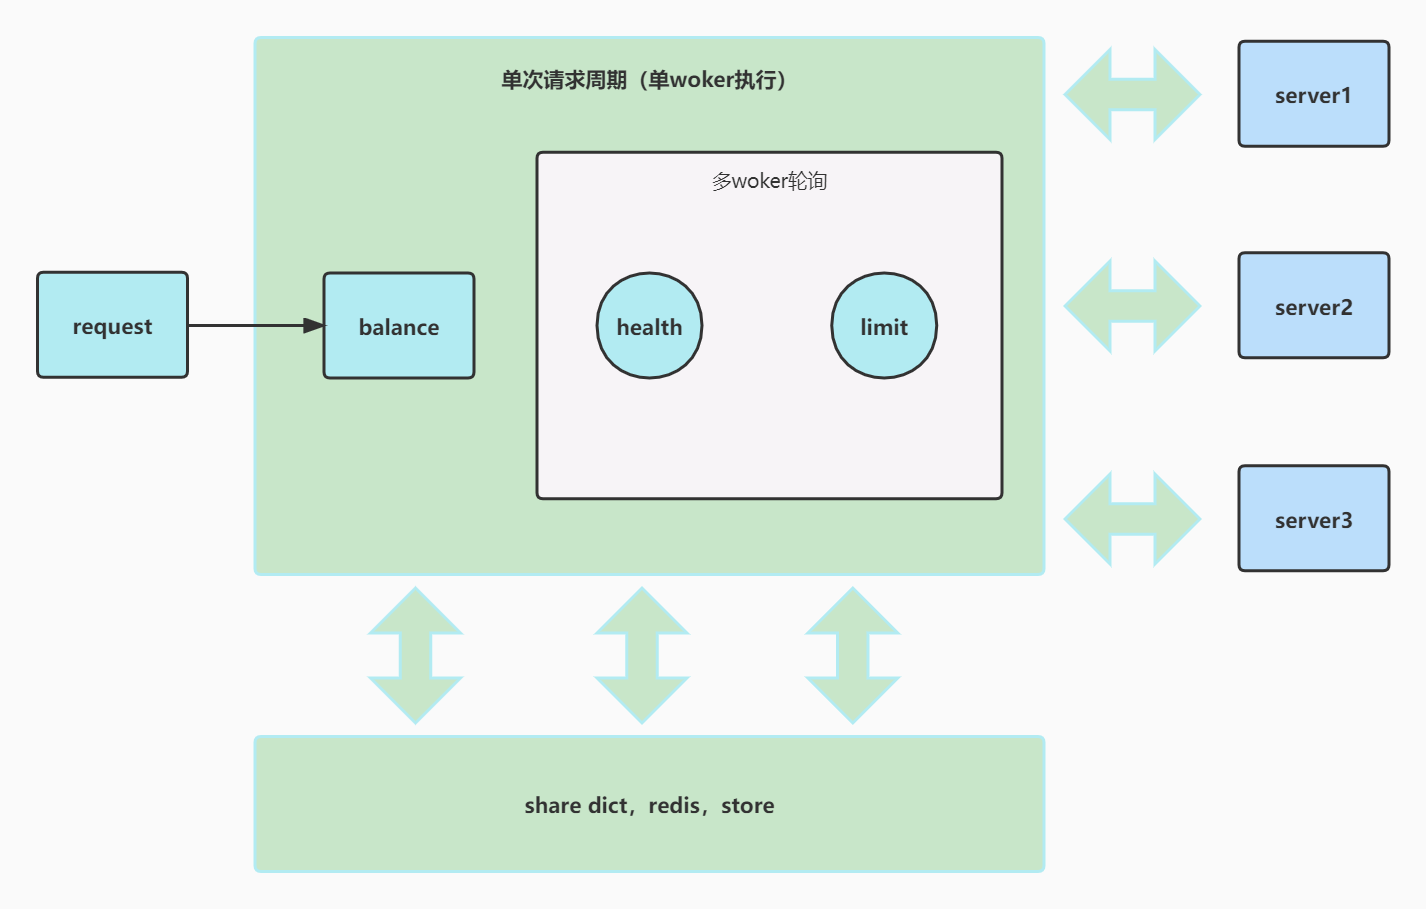 单次请求周期（单woker执行）
多woker轮询
request
balance
health
limit
server1
server2
server3
share dict，redis，store